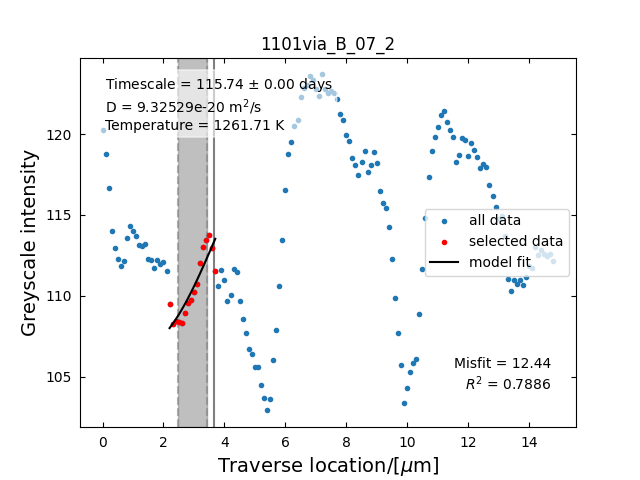 1101via_B_07_2
Timescale = 115.74 ± 0.00 days
D = 9.32529e-20 m²/s
Temperature = 1261.71 K
120
115
110
105
Greyscale intensity
all data
selected data
model fit
Misfit = 12.44
R² = 0.7886
0 2 4 6 8 10 12 14
Traverse location/[μm]